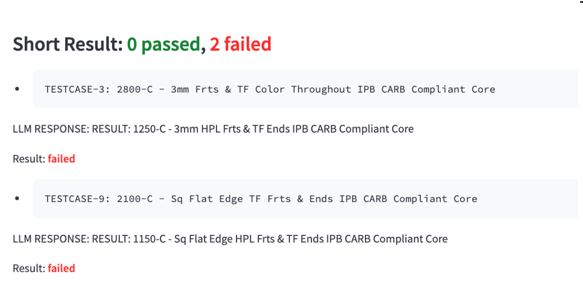 Short Result: 0 passed, 2 failed
TESTCASE-3: 2800-C - 3mm Frts & TF Color Throughout IPB CARB Compliant Core
LLM RESPONSE: RESULT: 1250-C - 3mm HPL Frts & TF Ends IPB CARB Compliant Core
Result: failed
TESTCASE-9: 2100-C - Sq Flat Edge TF Frts & Ends IPB CARB Compliant Core
LLM RESPONSE: RESULT: 1150-C - Sq Flat Edge HPL Frts & TF Ends IPB CARB Compliant Core
Result: failed